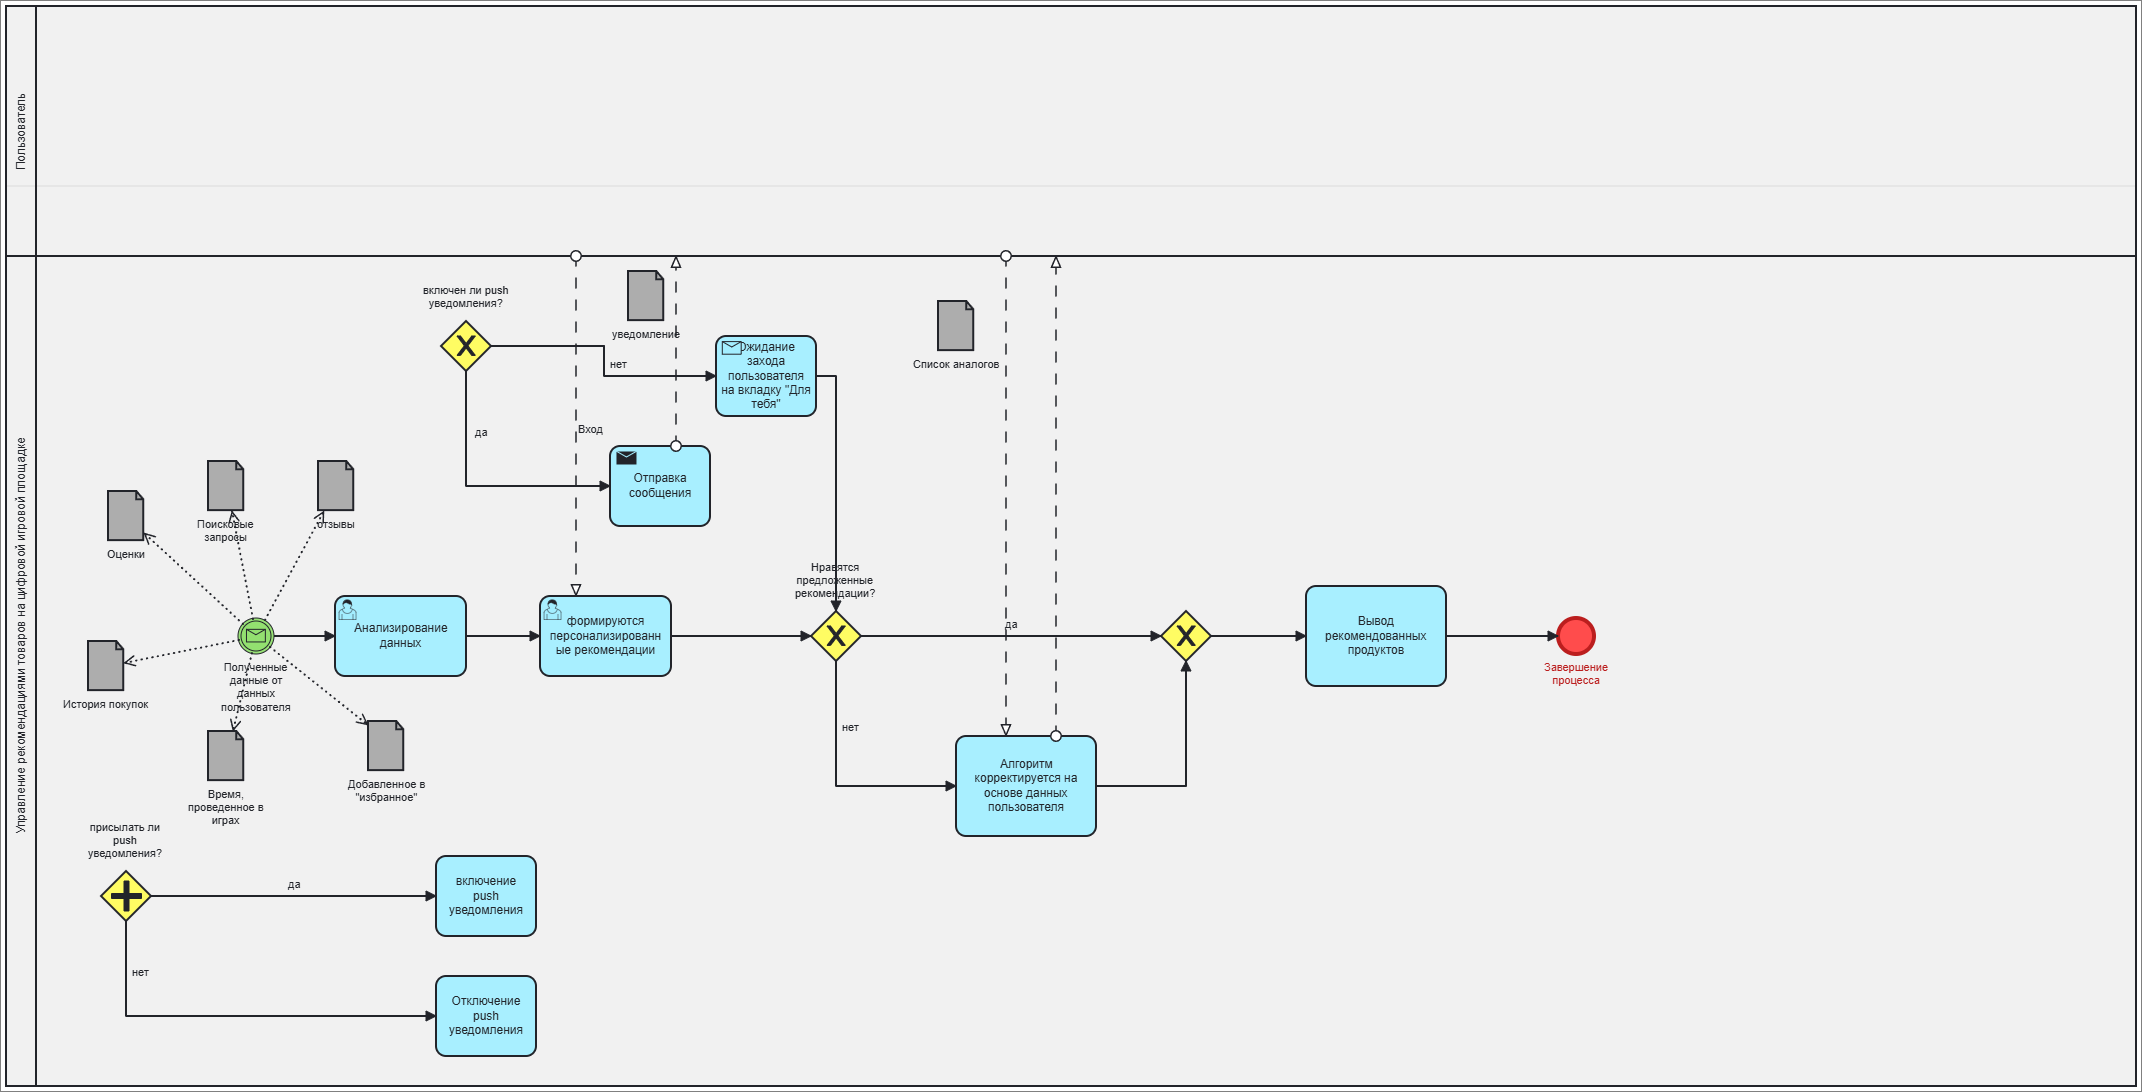 Пользователь
Управление рекомендациями товаров на цифровой игровой площадке
включен ли push
уведомления?
уведомление
нет
Ожидание
захода
пользователя
на вкладку "Для
тебя"
Список аналогов
да
Вход
Отправка
сообщения
Оценки
Поисковые
запросы
отзывы
История покупок
Полученные
данные от
данных
пользователя
Время,
проведенное в
играх
Добавленное в
"избранное"
Анализирование
данных
формируются
персонализированн
ые рекомендации
Нравятся
предложенные
рекомендации?
да
нет
Алгоритм
корректируется на
основе данных
пользователя
Вывод
рекомендованных
продуктов
Завершение
процесса
присылать ли
push
уведомления?
да
включение
push
уведомления
нет
Отключение
push
уведомления